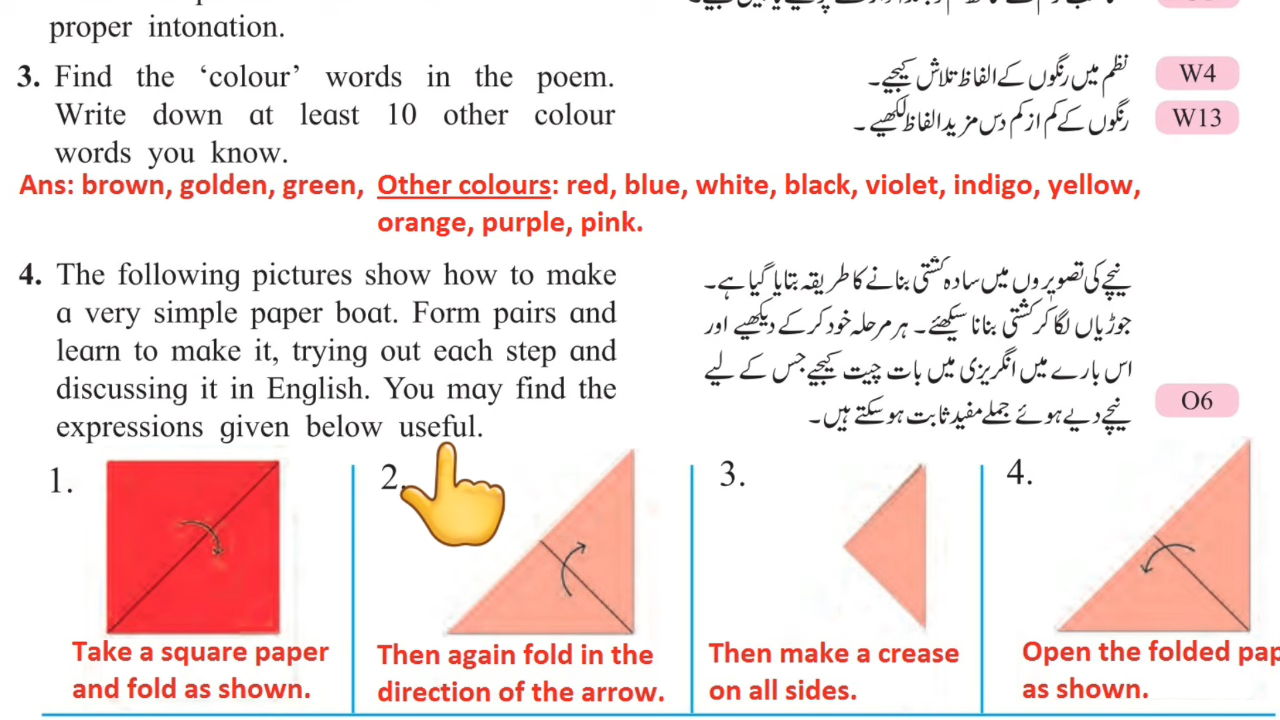 proper intonation.
3. Find the ‘colour’ words in the poem.
نظم میں رنگوں کے الفاظ تلاش کیجیے۔
W4
Write down at least 10 other colour
رنگوں کے کم از کم دس مزید الفاظ لکھیے ۔
W13
words you know.
Ans: brown, golden, green, Other colours: red, blue, white, black, violet, indigo, yellow,
orange, purple, pink.
4. The following pictures show how to make
نیچے کی تصویروں میں سادہ کشتی بنانے کا طریقہ بتایا گیا ہے۔
a very simple paper boat. Form pairs and
جوڑیاں لگا کر کشتی بنانا سیکھئے۔ ہر مرحلہ خود کر کے دیکھیے اور
learn to make it, trying out each step and
اس بارے میں انگریزی میں بات چیت کیجیے جس کے لیے
discussing it in English. You may find the
O6
expressions given below useful.
نیچے دیے ہوئے جملے مفید ثابت ہو سکتے ہیں۔
1.
2.
3.
4.
Take a square paper
and fold as shown.
Then again fold in the
direction of the arrow.
Then make a crease
on all sides.
Open the folded pap
as shown.